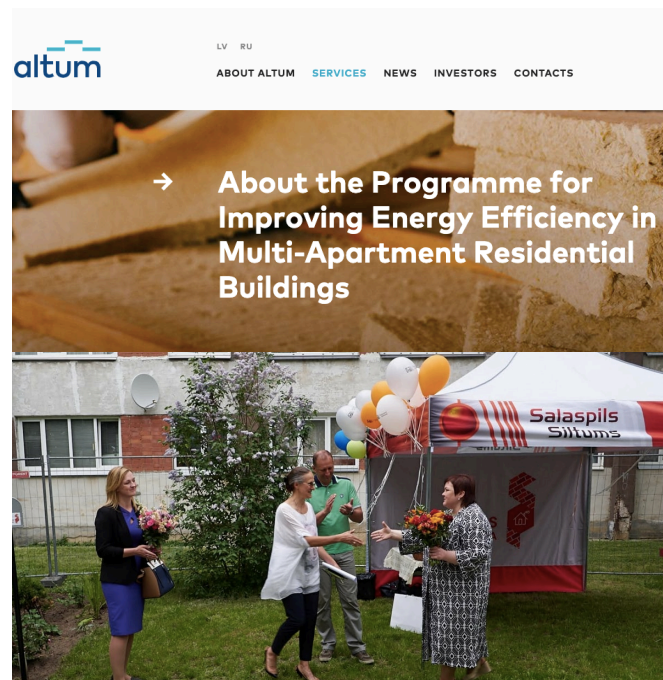 LV RU
altum
ABOUT ALTUM SERVICES NEWS INVESTORS CONTACTS
About the Programme for
Improving Energy Efficiency in
Multi-Apartment Residential
Buildings
Salaspils
Siltums